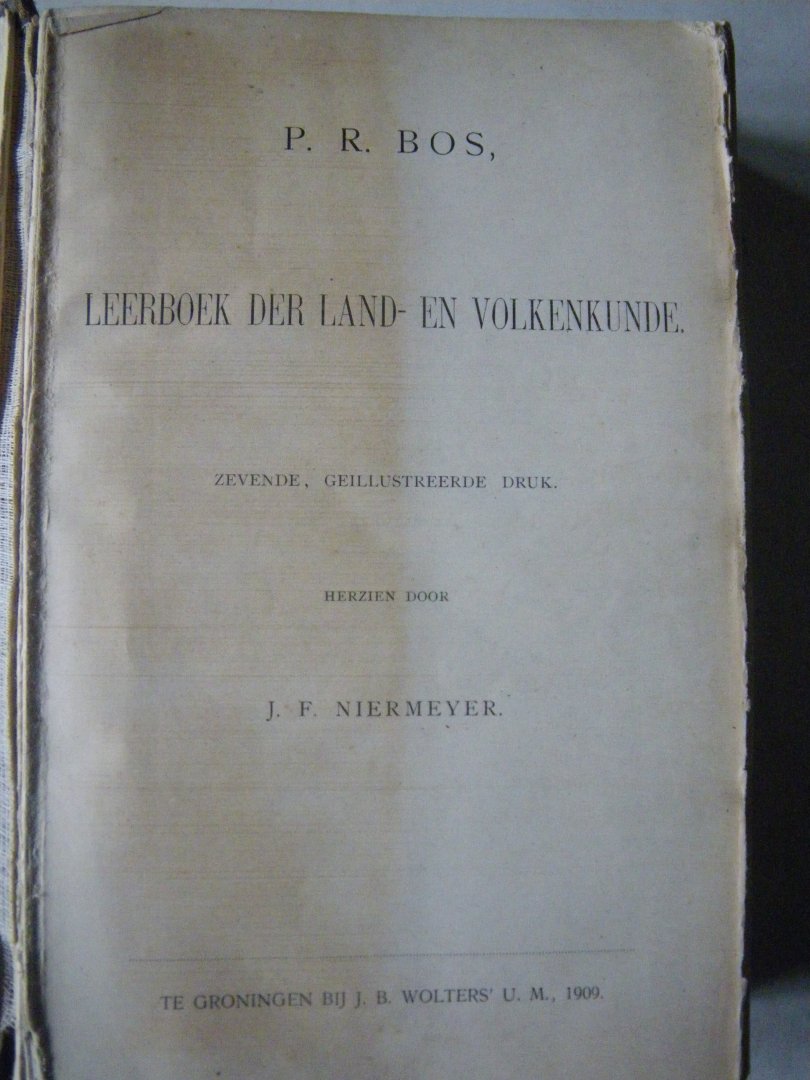 P. R. BOS,
LEERBOEK DER LAND- EN VOLKENKUNDE.
ZEVENDE, GEILLUSTREERDE DRUK.
HERZIEN DOOR
J. F. NIERMEYER.
TE GRONINGEN BIJ J. B. WOLTERS' U. M., 1909.